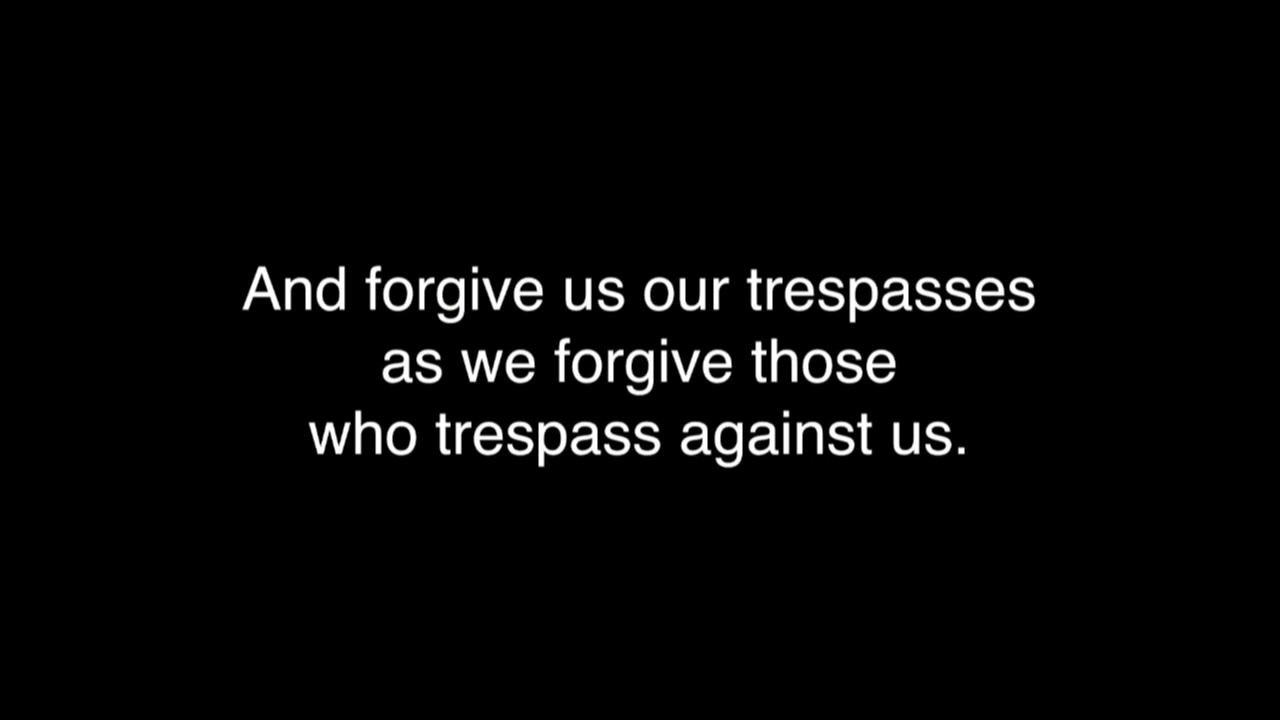 And forgive us our trespasses
as we forgive those
who trespass against us.